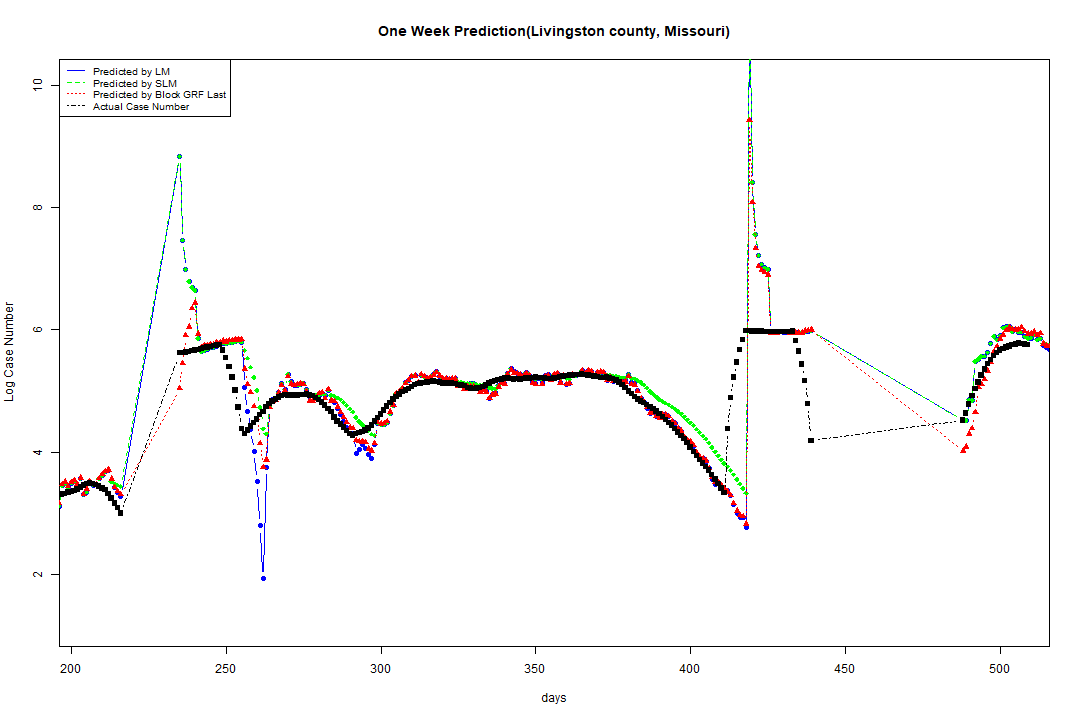 One Week Prediction(Livingston county, Missouri)
Predicted by LM
Predicted by SLM
Predicted by Block GRF Last
Actual Case Number
Log Case Number
10
8
6
4
2
200 250 300 350 400 450 500
days